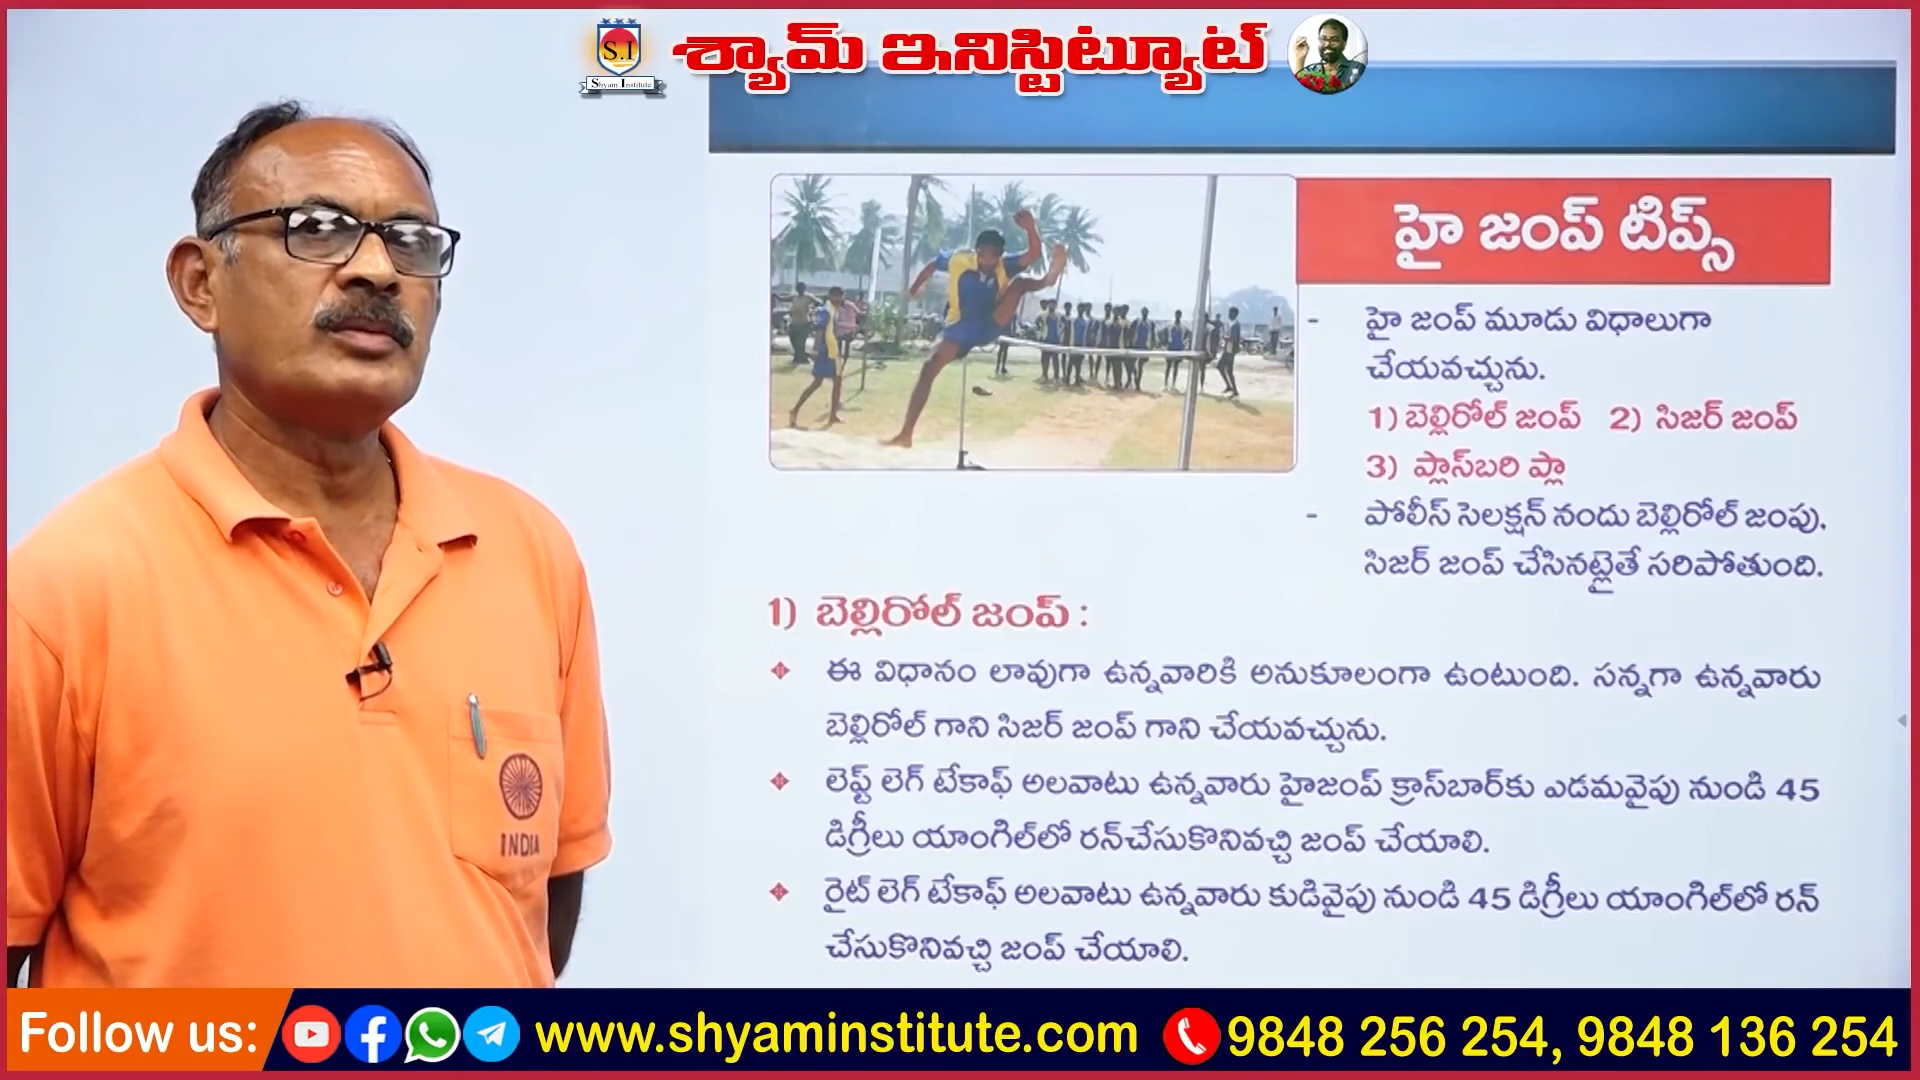 S.I
Shyam Institute
శ్యామ్ ఇనిస్టిట్యూట్
హై జంప్ టిప్స్
- హై జంప్ మూడు విధాలుగా
చేయవచ్చును.
1) బెల్లిరోల్ జంప్ 2) సిజర్ జంప్
3) ప్లాస్‌బరి ప్లా
- పోలీస్ సెలక్షన్ నందు బెల్లిరోల్ జంపు,
సిజర్ జంప్ చేసినట్లైతే సరిపోతుంది.
1) బెల్లిరోల్ జంప్ :
ఈ విధానం లావుగా ఉన్నవారికి అనుకూలంగా ఉంటుంది. సన్నగా ఉన్నవారు
బెల్లిరోల్ గాని సిజర్ జంప్ గాని చేయవచ్చును.
లెఫ్ట్ లెగ్ టేకాఫ్ అలవాటు ఉన్నవారు హైజంప్ క్రాస్‌బార్‌కు ఎడమవైపు నుండి 45
డిగ్రీలు యాంగిల్‌లో రన్‌చేసుకొనివచ్చి జంప్ చేయాలి.
రైట్ లెగ్ టేకాఫ్ అలవాటు ఉన్నవారు కుడివైపు నుండి 45 డిగ్రీలు యాంగిల్‌లో రన్
చేసుకొనివచ్చి జంప్ చేయాలి.
INDIA
Follow us: www.shyaminstitute.com 9848 256 254, 9848 136 254